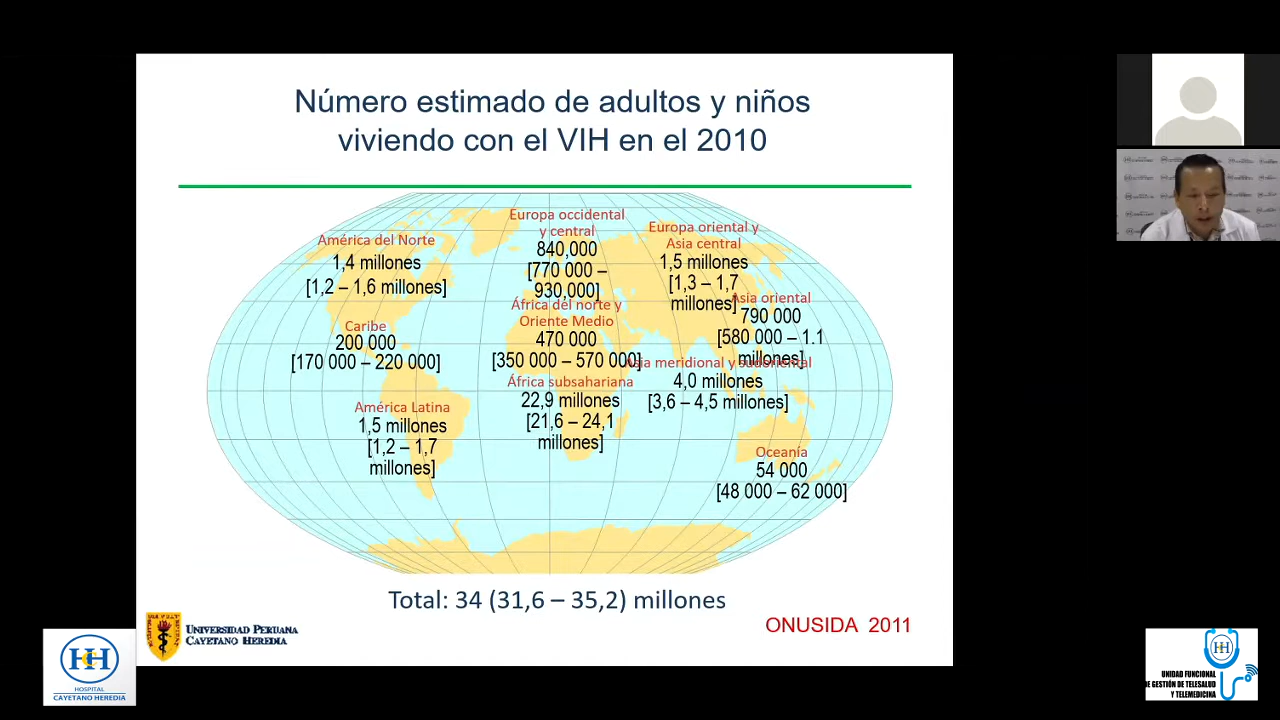 Número estimado de adultos y niños
viviendo con el VIH en el 2010
América del Norte
1,4 millones
[1,2 – 1,6 millones]
Europa occidental
y central
840,000
[770 000 –
930,000]
Europa oriental y
Asia central
1,5 millones
[1,3 – 1,7
millones]
Caribe
200 000
[170 000 – 220 000]
África del norte y
Oriente Medio
470 000
[350 000 – 570 000]
Asia oriental
790 000
[580 000 – 1.1
millones]
Asia meridional y sudoriental
4,0 millones
[3,6 – 4,5 millones]
América Latina
1,5 millones
[1,2 – 1,7
millones]
África subsahariana
22,9 millones
[21,6 – 24,1
millones]
Oceanía
54 000
[48 000 – 62 000]
Total: 34 (31,6 – 35,2) millones
ONUSIDA 2011
UNIVERSIDAD PERUANA
CAYETANO HEREDIA
HCH
HOSPITAL
CAYETANO HEREDIA
HCH
UNIDAD FUNCIONAL
DE GESTIÓN DE TELESALUD
Y TELEMEDICINA